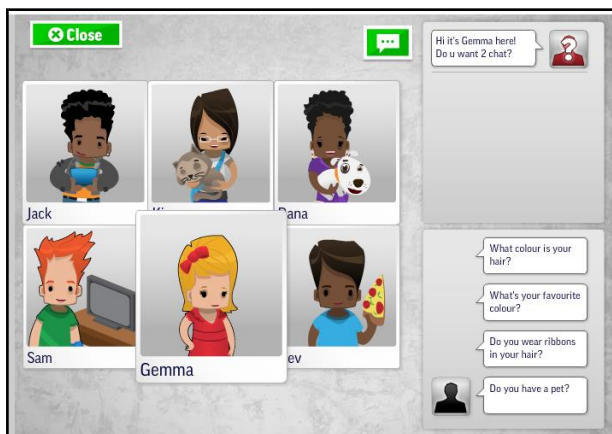 Close
Hi it's Gemma here!
Do u want 2 chat?
Jack
Sam
Gemma
What colour is your
hair?
What's your favourite
colour?
Do you wear ribbons
in your hair?
Do you have a pet?